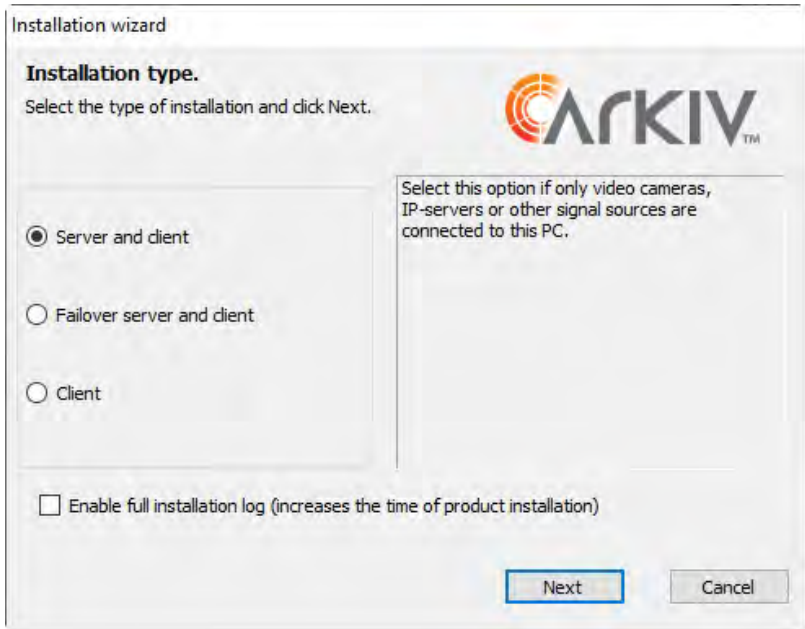 Installation wizard
Installation type.
Select the type of installation and click Next.
ARKIV
TM
Select this option if only video cameras,
IP-servers or other signal sources are
connected to this PC.
Server and client
Failover server and client
Client
Enable full installation log (increases the time of product installation)
Next
Cancel